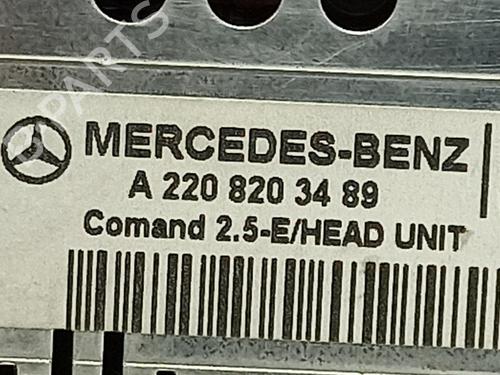 MERCEDES-BENZ
A 220 820 34 89
Comand 2.5-E/HEAD UNIT